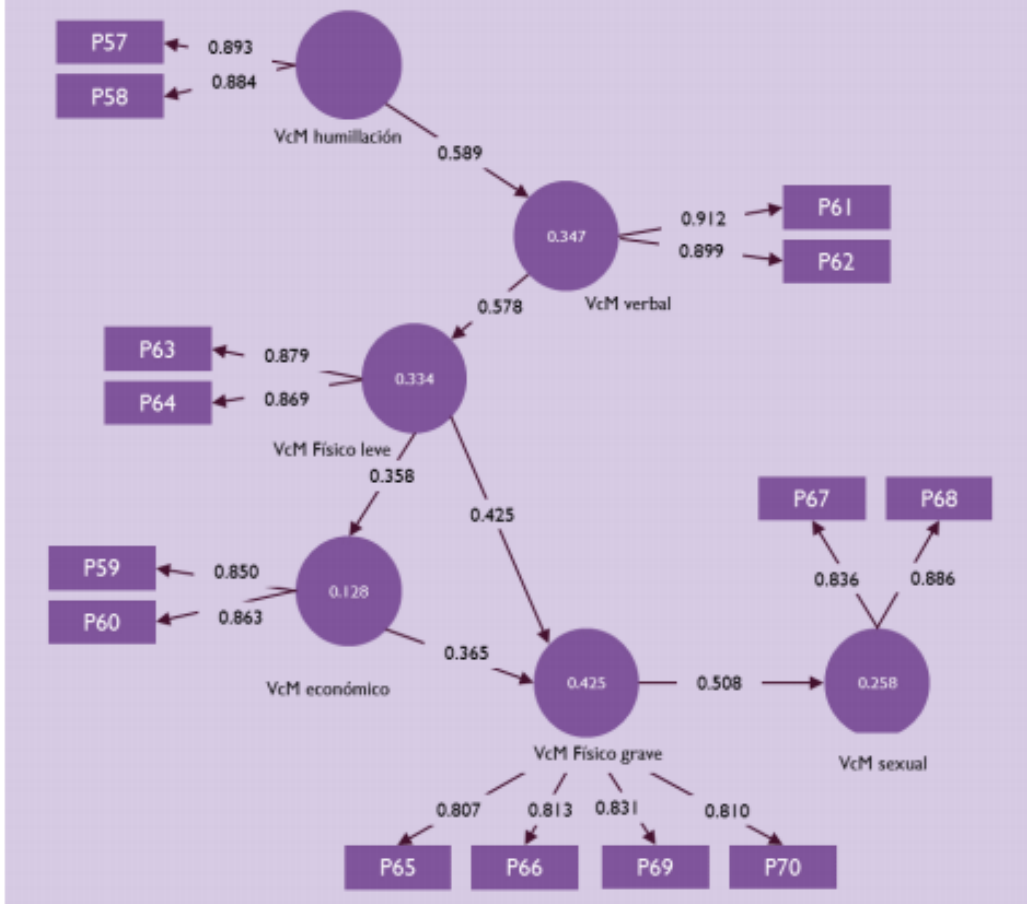 P57
0.893
P58
0.884
VcM humillación
0.589
P61
0.912
0.347
0.899
P62
VcM verbal
0.578
P63
0.879
0.334
P64
0.869
VcM Físico leve
0.358
0.425
P67
P68
P59
0.850
0.836
0.886
0.128
P60
0.863
0.365
VcM económico
0.425
0.508
0.258
VcM Físico grave
VcM sexual
0.807
0.813
0.831
0.810
P65
P66
P69
P70